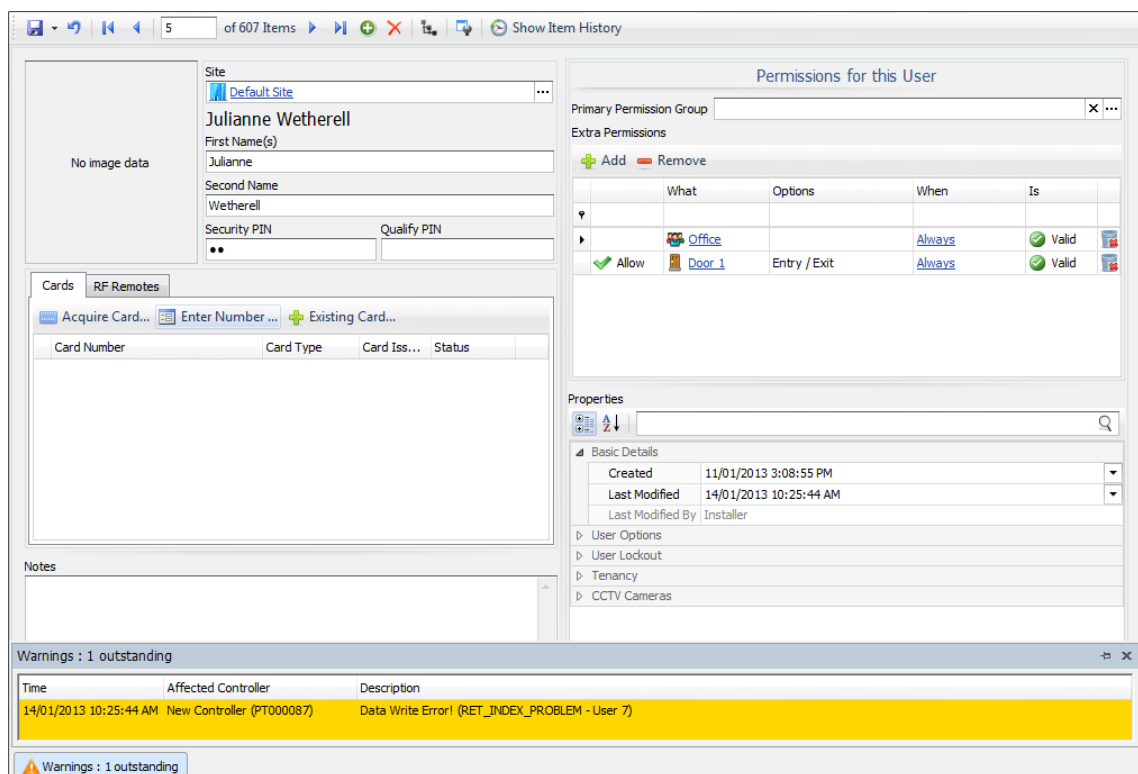 5 of 607 Items Show Item History
No image data
Site
Default Site ...
Julianne Wetherell
First Name(s)
Julianne
Second Name
Wetherell
Security PIN Qualify PIN
●●
Cards RF Remotes
Acquire Card... Enter Number ... Existing Card...
Card Number Card Type Card Iss... Status
Notes
Permissions for this User
Primary Permission Group ...
Extra Permissions
Add Remove
What Options When Is
Office Always Valid
Allow Door 1 Entry / Exit Always Valid
Properties
Basic Details
Created 11/01/2013 3:08:55 PM
Last Modified 14/01/2013 10:25:44 AM
Last Modified By Installer
User Options
User Lockout
Tenancy
CCTV Cameras
Warnings : 1 outstanding
Time Affected Controller Description
14/01/2013 10:25:44 AM New Controller (PT000087) Data Write Error! (RET_INDEX_PROBLEM - User 7)
Warnings : 1 outstanding